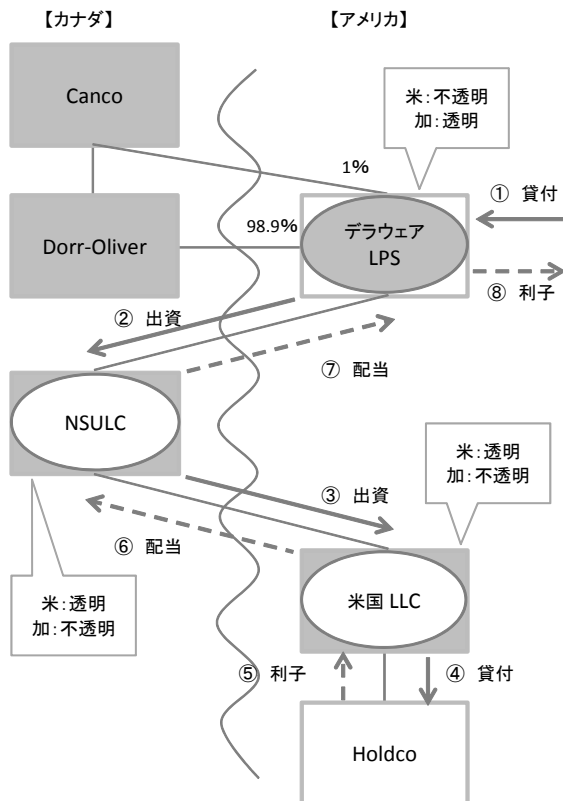 【カナダ】
【アメリカ】
Canco
米：不透明
加：透明
1%
① 貸付
Dorr-Oliver
98.9%
デラウェア
LPS
⑧ 利子
② 出資
⑦ 配当
NSULC
米：透明
加：不透明
③ 出資
⑥ 配当
米：透明
加：不透明
米国 LLC
⑤ 利子
④ 貸付
Holdco